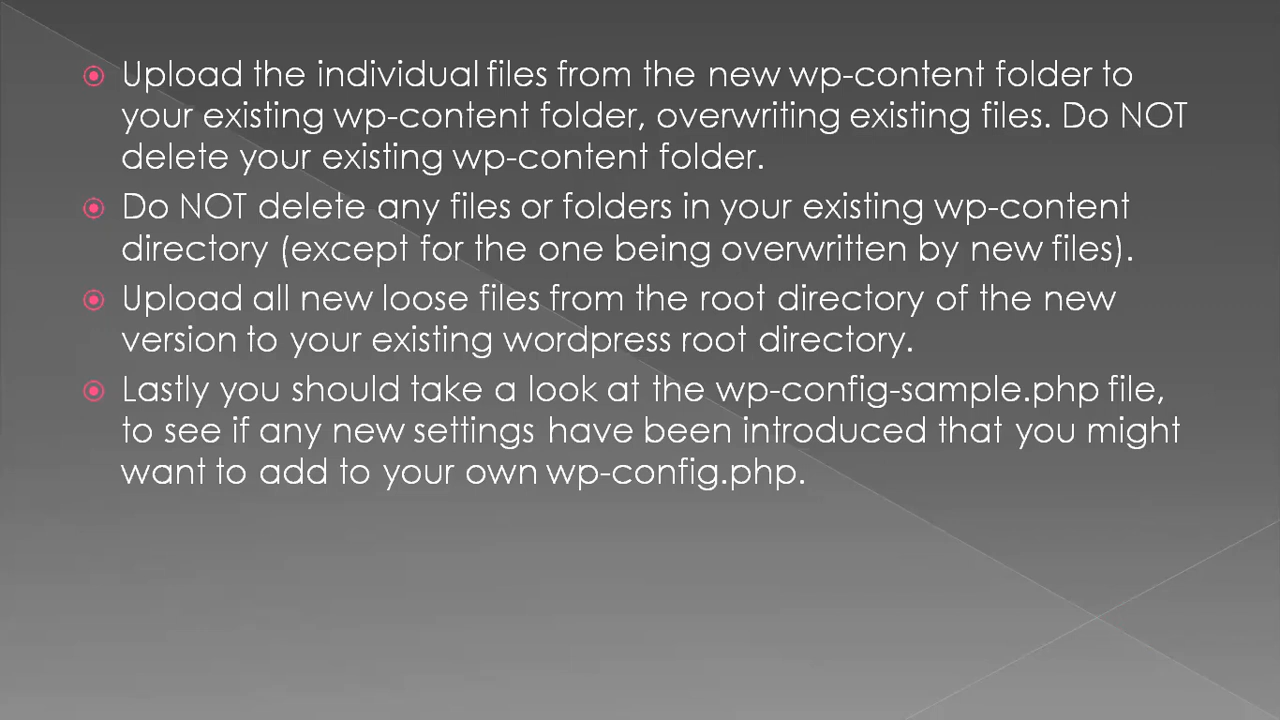 Upload the individual files from the new wp-content folder to
your existing wp-content folder, overwriting existing files. Do NOT
delete your existing wp-content folder.
Do NOT delete any files or folders in your existing wp-content
directory (except for the one being overwritten by new files).
Upload all new loose files from the root directory of the new
version to your existing wordpress root directory.
Lastly you should take a look at the wp-config-sample.php file,
to see if any new settings have been introduced that you might
want to add to your own wp-config.php.